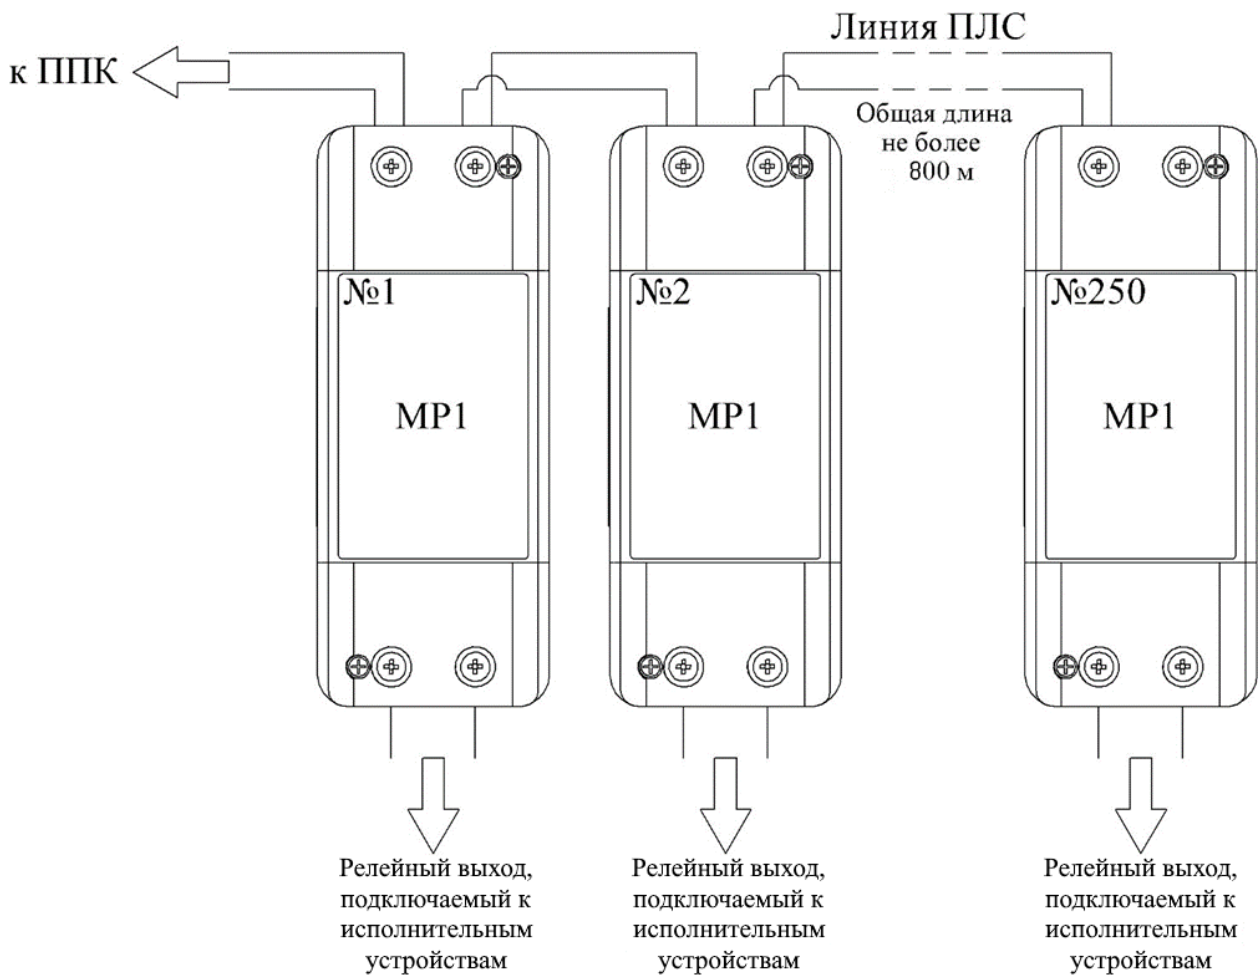 Линия ПЛС
к ППК
Общая длина
не более
800 м
№1
№2
№250
МР1
МР1
МР1
Релейный выход,
подключаемый к
исполнительным
устройствам
Релейный выход,
подключаемый к
исполнительным
устройствам
Релейный выход,
подключаемый к
исполнительным
устройствам